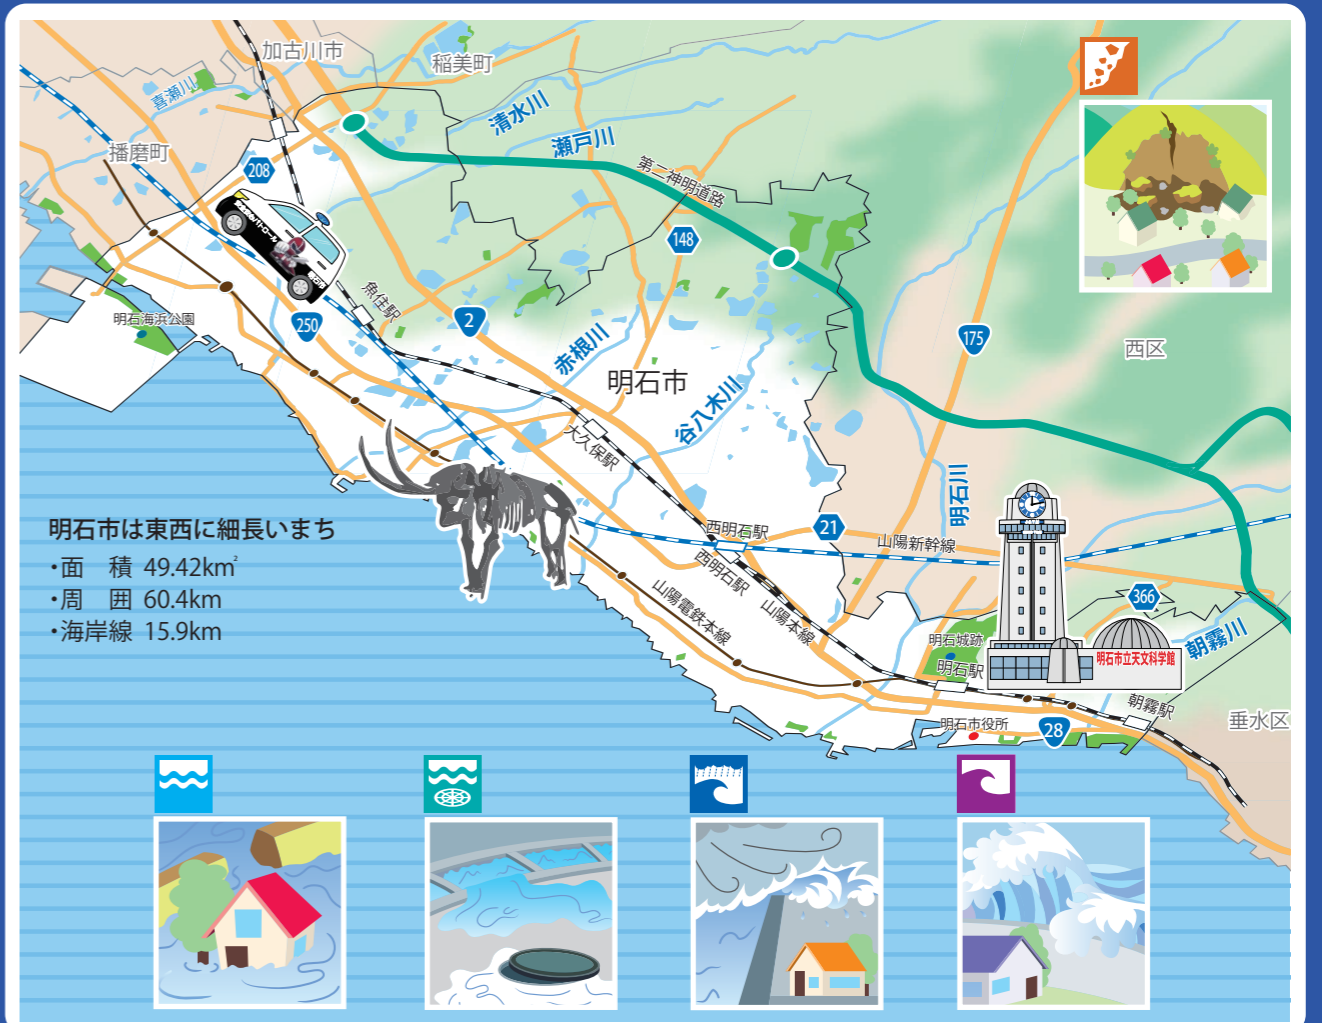 加古川市
稲美町
喜瀬川
清水川
瀬戸川
播磨町
208
第二神明道路
148
魚住駅
明石海浜公園
250
2
赤根川
明石市
谷八木川
175
西区
大久保駅
明石川
西明石駅
21
山陽新幹線
西明石駅
山陽本線
山陽電鉄本線
明石市は東西に細長いまち
・面　積 49.42km²
・周　囲 60.4km
・海岸線 15.9km
366
朝霧川
明石城跡
明石駅
明石市立天文科学館
朝霧駅
明石市役所
28
垂水区